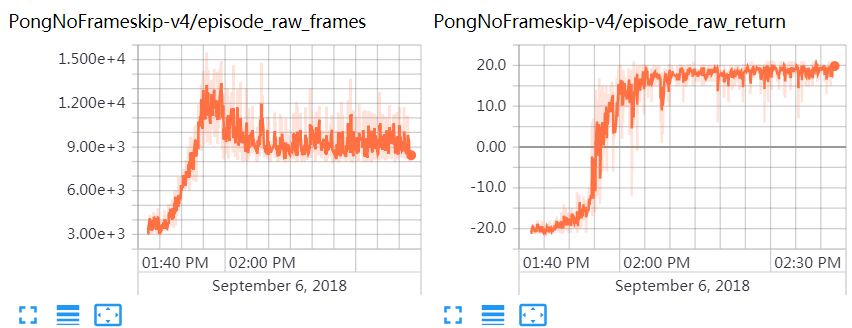 PongNoFrameskip-v4/episode_raw_frames
1.500e+4
1.200e+4
9.00e+3
6.00e+3
3.00e+3
01:40 PM 02:00 PM
September 6, 2018
PongNoFrameskip-v4/episode_raw_return
20.0
10.0
0.00
-10.0
-20.0
01:40 PM 02:00 PM 02:30 PM
September 6, 2018